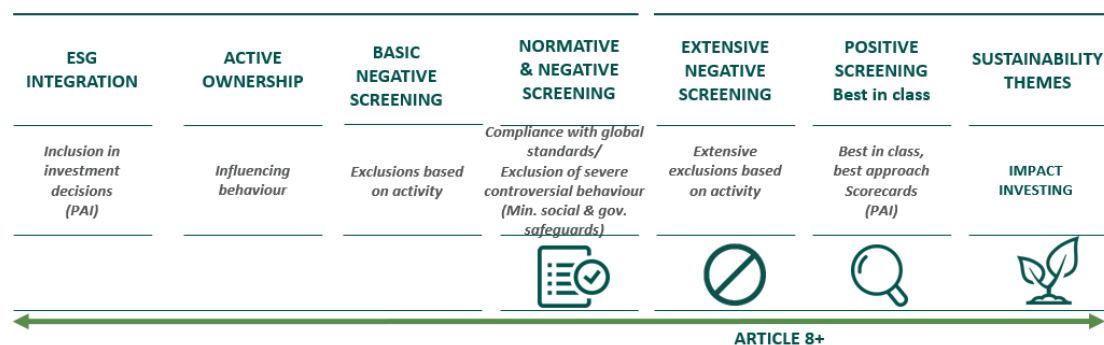 ESG
INTEGRATION
ACTIVE
OWNERSHIP
BASIC
NEGATIVE
SCREENING
NORMATIVE
& NEGATIVE
SCREENING
EXTENSIVE
NEGATIVE
SCREENING
POSITIVE
SCREENING
Best in class
SUSTAINABILITY
THEMES
Inclusion in
investment
decisions
(PAI)
Influencing
behaviour
Exclusions based
on activity
Compliance with global
standards/
Exclusion of severe
controversial behaviour
(Min. social & gov.
safeguards)
Extensive
exclusions based
on activity
Best in class,
best approach
Scorecards
(PAI)
IMPACT
INVESTING
ARTICLE 8+